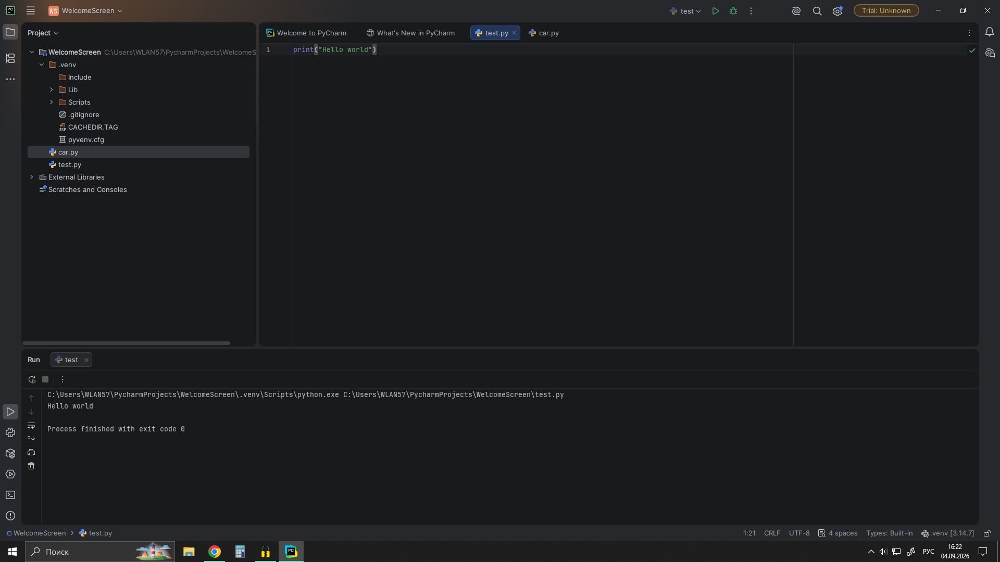 WS WelcomeScreen
test
Trial: Unknown
Project
Welcome to PyCharm
What's New in PyCharm
test.py
car.py
WelcomeScreen C:\Users\WLAN57\PycharmProjects\WelcomeS
.venv
Include
Lib
Scripts
.gitignore
CACHEDIR.TAG
pyvenv.cfg
car.py
test.py
External Libraries
Scratches and Consoles
1 print("Hello world")
Run
test
C:\Users\WLAN57\PycharmProjects\WelcomeScreen\.venv\Scripts\python.exe C:\Users\WLAN57\PycharmProjects\WelcomeScreen\test.py
Hello world
Process finished with exit code 0
WelcomeScreen
test.py
1:21 CRLF UTF-8 4 spaces Types: Built-in .venv [3.14.7]
Поиск
РУС
16:22
04.09.2026